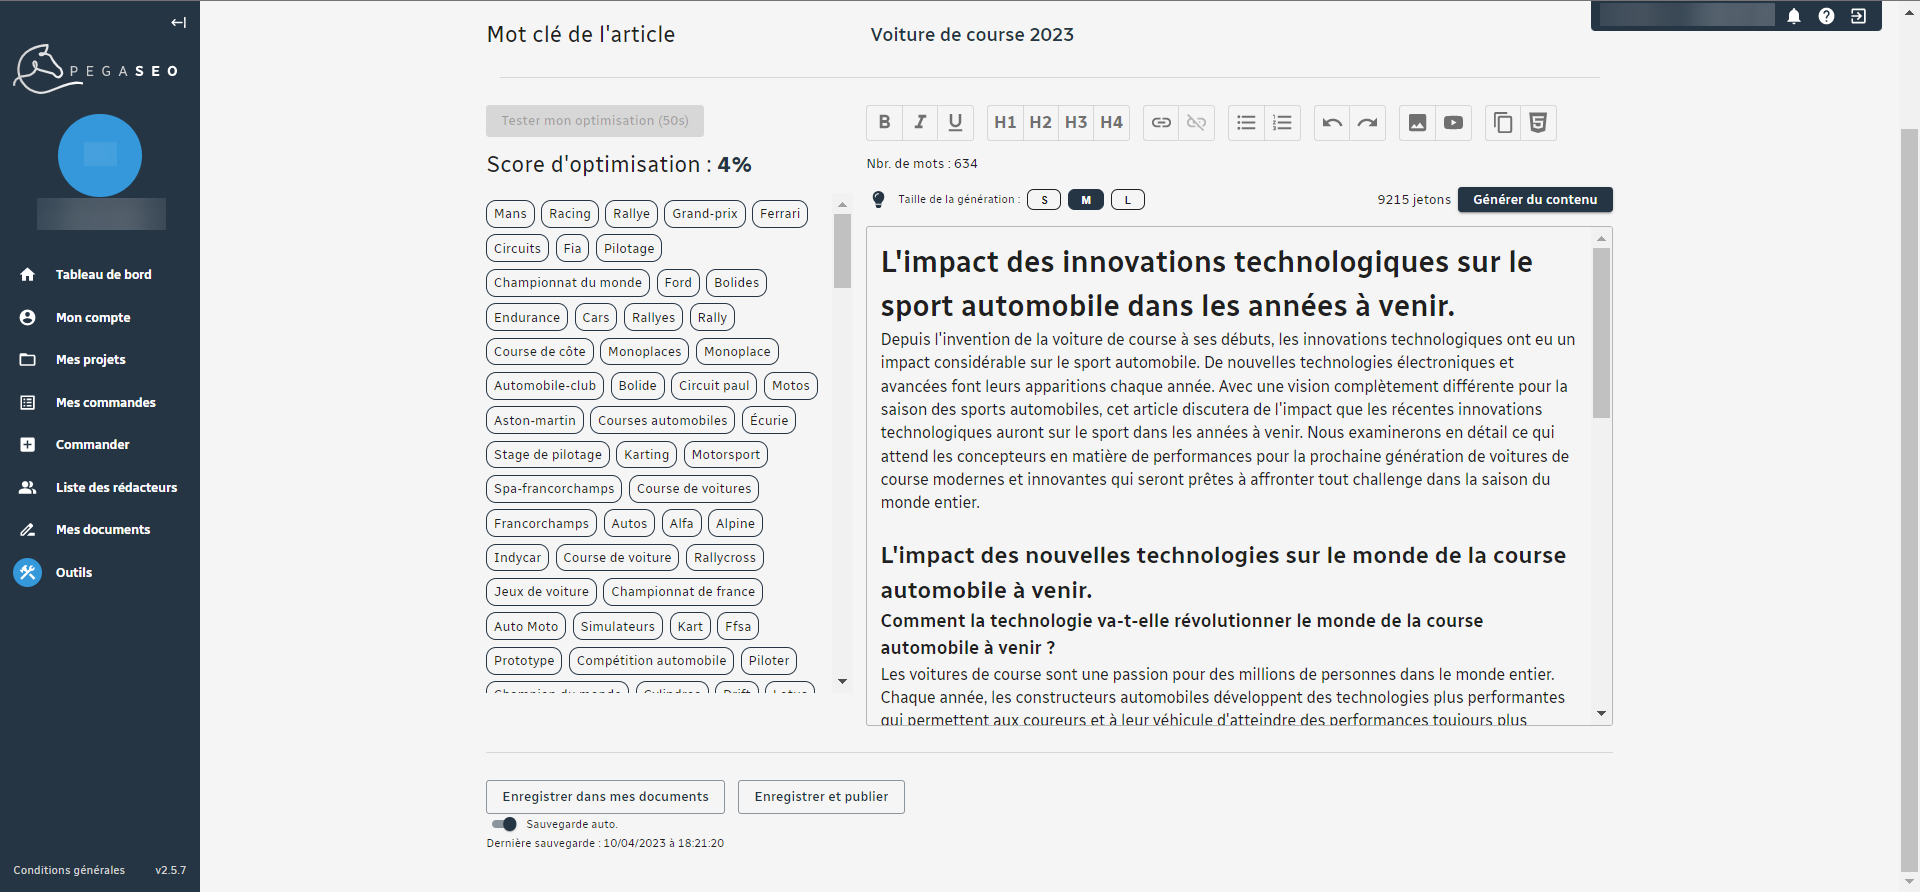 PEGASEO
Tableau de bord
Mon compte
Mes projets
Mes commandes
Commander
Liste des rédacteurs
Mes documents
Outils
Conditions générales v2.5.7
Mot clé de l'article Voiture de course 2023
Tester mon optimisation (50s)
Score d'optimisation : 4%
Mans Racing Rallye Grand-prix Ferrari
Circuits Fia Pilotage
Championnat du monde Ford Bolides
Endurance Cars Rallyes Rally
Course de côte Monoplaces Monoplace
Automobile-club Bolide Circuit paul Motos
Aston-martin Courses automobiles Écurie
Stage de pilotage Karting Motorsport
Spa-francorchamps Course de voitures
Francorchamps Autos Alfa Alpine
Indycar Course de voiture Rallycross
Jeux de voiture Championnat de france
Auto Moto Simulateurs Kart Ffsa
Prototype Compétition automobile Piloter
Champion du monde Cylindres Drift Lotus
B I U H1 H2 H3 H4
Nbr. de mots : 634
Taille de la génération : S M L 9215 jetons Générer du contenu
L'impact des innovations technologiques sur le
sport automobile dans les années à venir.
Depuis l'invention de la voiture de course à ses débuts, les innovations technologiques ont eu un
impact considérable sur le sport automobile. De nouvelles technologies électroniques et
avancées font leurs apparitions chaque année. Avec une vision complètement différente pour la
saison des sports automobiles, cet article discutera de l'impact que les récentes innovations
technologiques auront sur le sport dans les années à venir. Nous examinerons en détail ce qui
attend les concepteurs en matière de performances pour la prochaine génération de voitures de
course modernes et innovantes qui seront prêtes à affronter tout challenge dans la saison du
monde entier.
L'impact des nouvelles technologies sur le monde de la course
automobile à venir.
Comment la technologie va-t-elle révolutionner le monde de la course
automobile à venir ?
Les voitures de course sont une passion pour des millions de personnes dans le monde entier.
Chaque année, les constructeurs automobiles développent des technologies plus performantes
qui permettent aux coureurs et à leur véhicule d'atteindre des performances toujours plus
Enregistrer dans mes documents Enregistrer et publier
Sauvegarde auto.
Dernière sauvegarde : 10/04/2023 à 18:21:20